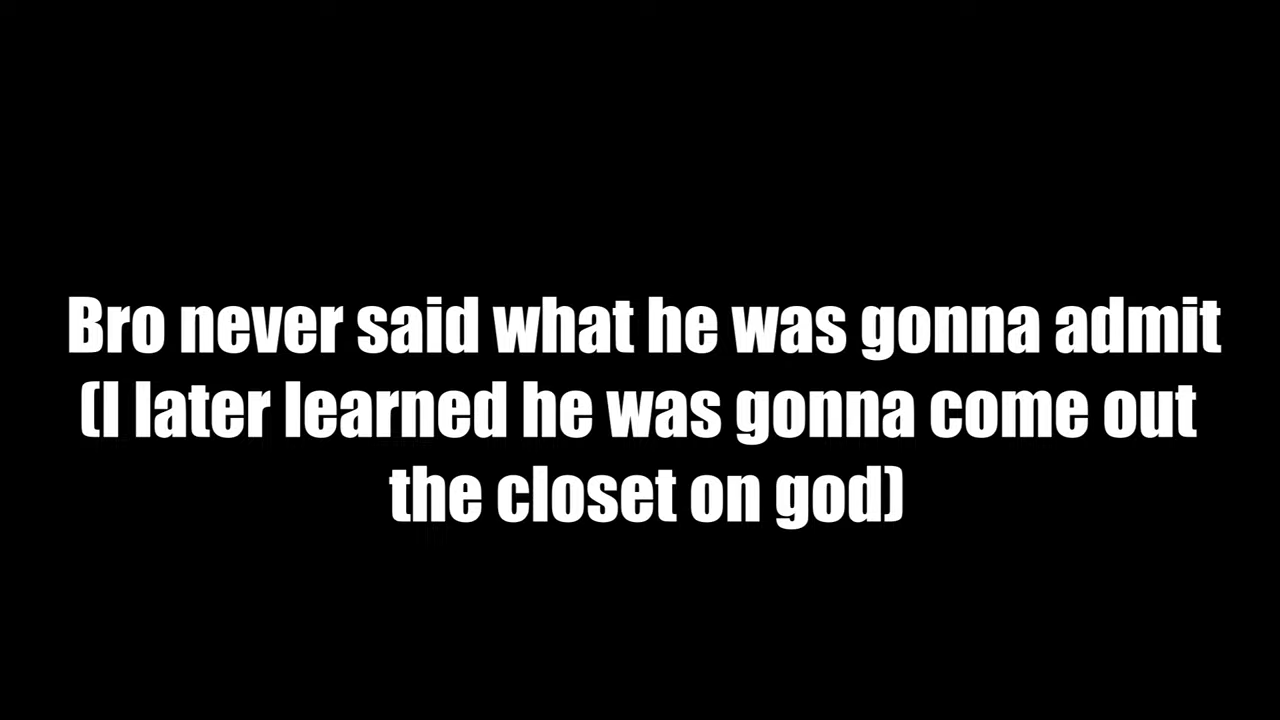 Bro never said what he was gonna admit
(I later learned he was gonna come out
the closet on god)